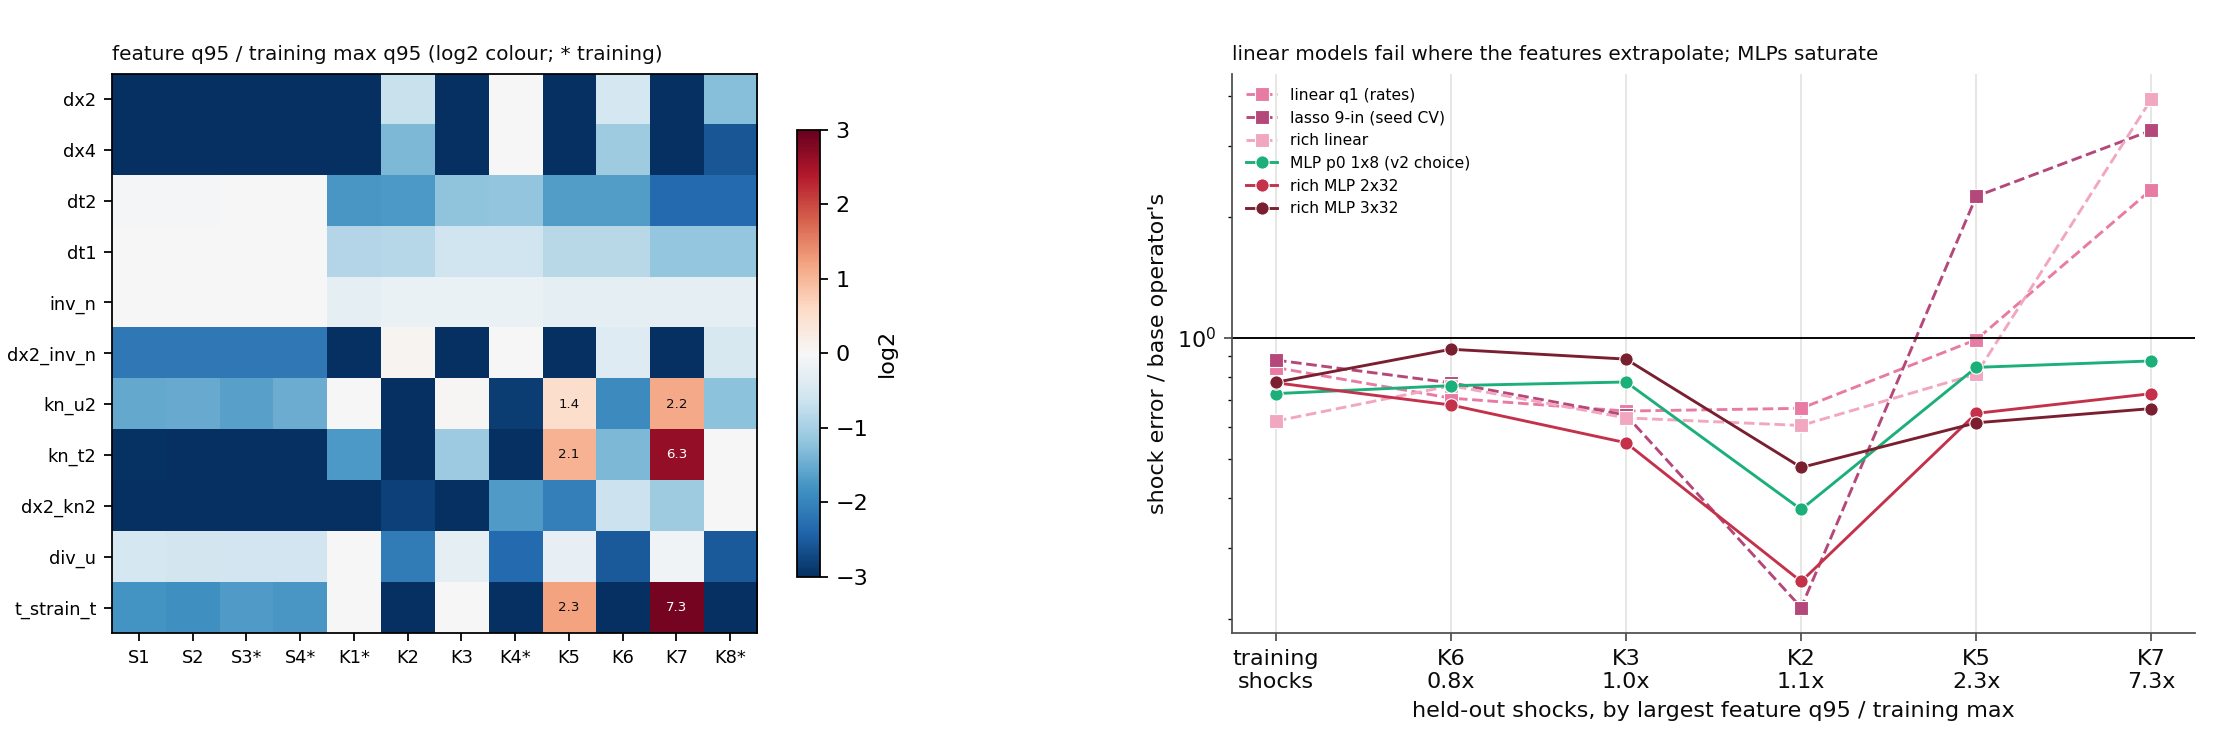 feature q95 / training max q95 (log2 colour; * training)
dx2
dx4
dt2
dt1
inv_n
dx2_inv_n
kn_u2
kn_t2
dx2_kn2
div_u
t_strain_t
1.4
2.2
2.1
6.3
2.3
7.3
S1 S2 S3* S4* K1* K2 K3 K4* K5 K6 K7 K8*
3
2
1
0
−1
−2
−3
log2
linear models fail where the features extrapolate; MLPs saturate
linear q1 (rates)
lasso 9-in (seed CV)
rich linear
MLP p0 1x8 (v2 choice)
rich MLP 2x32
rich MLP 3x32
shock error / base operator's
10⁰
training shocks
K6 0.8x
K3 1.0x
K2 1.1x
K5 2.3x
K7 7.3x
held-out shocks, by largest feature q95 / training max